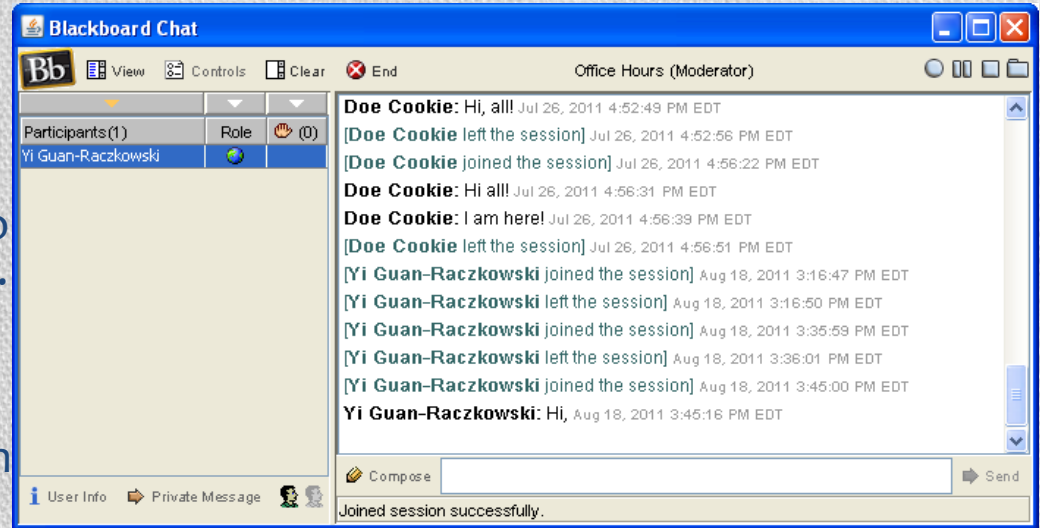 Blackboard Chat
Bb View Controls Clear End Office Hours (Moderator)
Participants(1) Role (0)
Yi Guan-Raczkowski
Doe Cookie: Hi, all! Jul 26, 2011 4:52:49 PM EDT
[Doe Cookie left the session] Jul 26, 2011 4:52:56 PM EDT
[Doe Cookie joined the session] Jul 26, 2011 4:56:22 PM EDT
Doe Cookie: Hi all! Jul 26, 2011 4:56:31 PM EDT
Doe Cookie: I am here! Jul 26, 2011 4:56:39 PM EDT
[Doe Cookie left the session] Jul 26, 2011 4:56:51 PM EDT
[Yi Guan-Raczkowski joined the session] Aug 18, 2011 3:16:47 PM EDT
[Yi Guan-Raczkowski left the session] Aug 18, 2011 3:16:50 PM EDT
[Yi Guan-Raczkowski joined the session] Aug 18, 2011 3:35:59 PM EDT
[Yi Guan-Raczkowski left the session] Aug 18, 2011 3:36:01 PM EDT
[Yi Guan-Raczkowski joined the session] Aug 18, 2011 3:45:00 PM EDT
Yi Guan-Raczkowski: Hi, Aug 18, 2011 3:45:16 PM EDT
Compose Send
User Info Private Message
Joined session successfully.